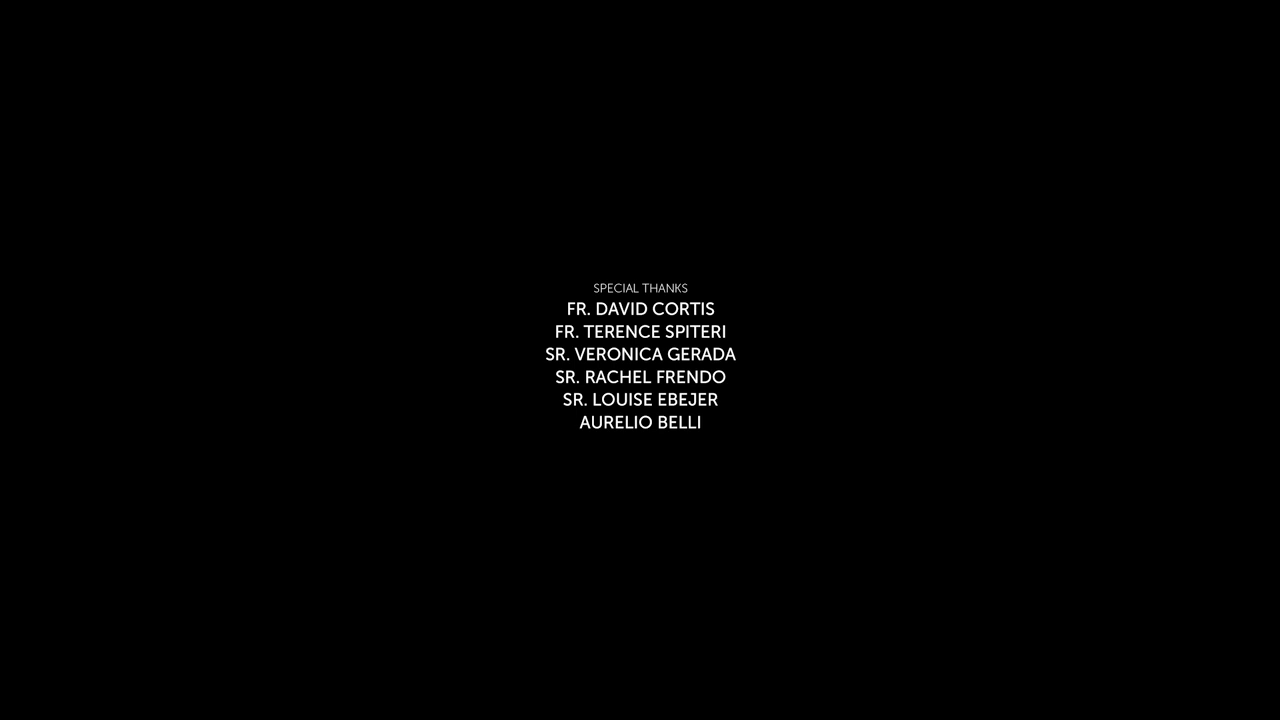 SPECIAL THANKS
FR. DAVID CORTIS
FR. TERENCE SPITERI
SR. VERONICA GERADA
SR. RACHEL FRENDO
SR. LOUISE EBEJER
AURELIO BELLI